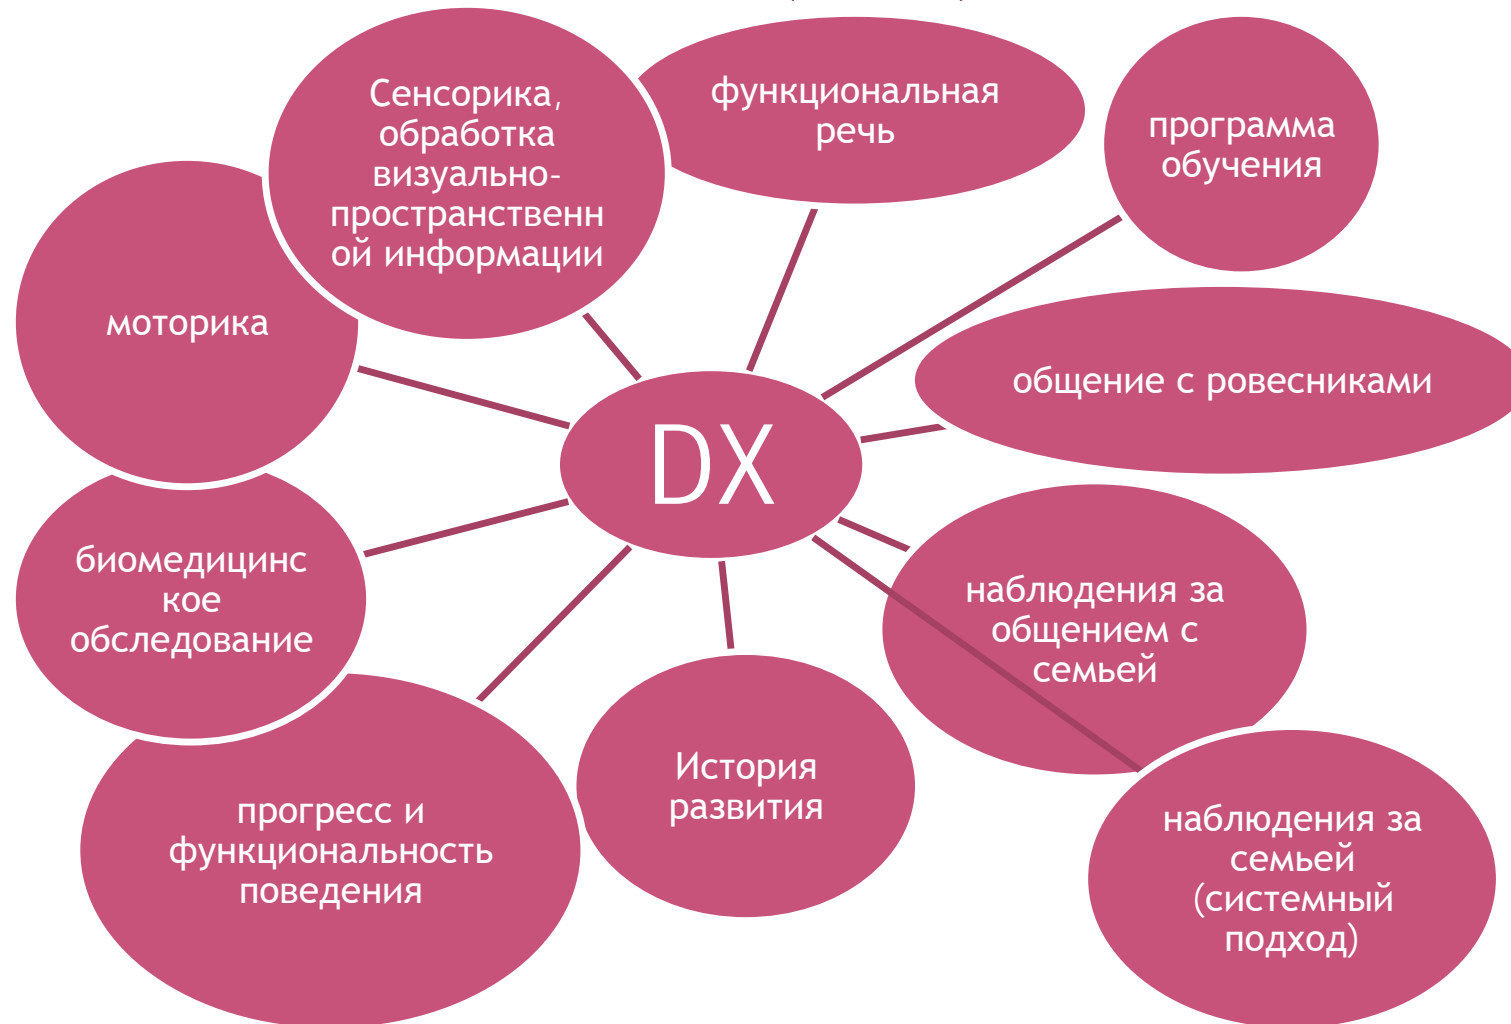 Сенсорика,
обработка
визуально-
пространственн
ой информации
функциональная
речь
программа
обучения
моторика
общение с ровесниками
DX
биомедицинс
кое
обследование
наблюдения за
общением с
семьей
История
развития
прогресс и
функциональность
поведения
наблюдения за
семьей
(системный
подход)